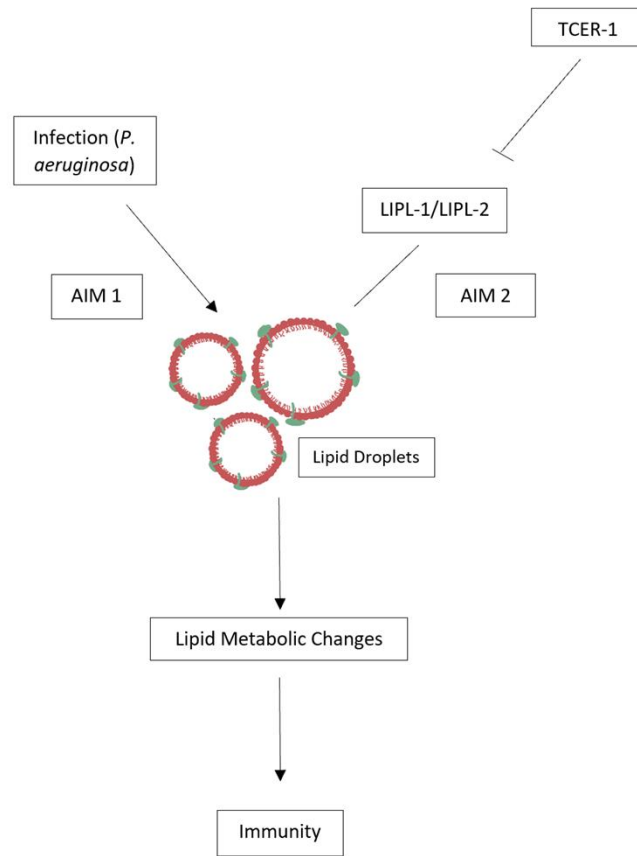 TCER-1
Infection (P.
aeruginosa)
LIPL-1/LIPL-2
AIM 1
AIM 2
Lipid Droplets
Lipid Metabolic Changes
Immunity